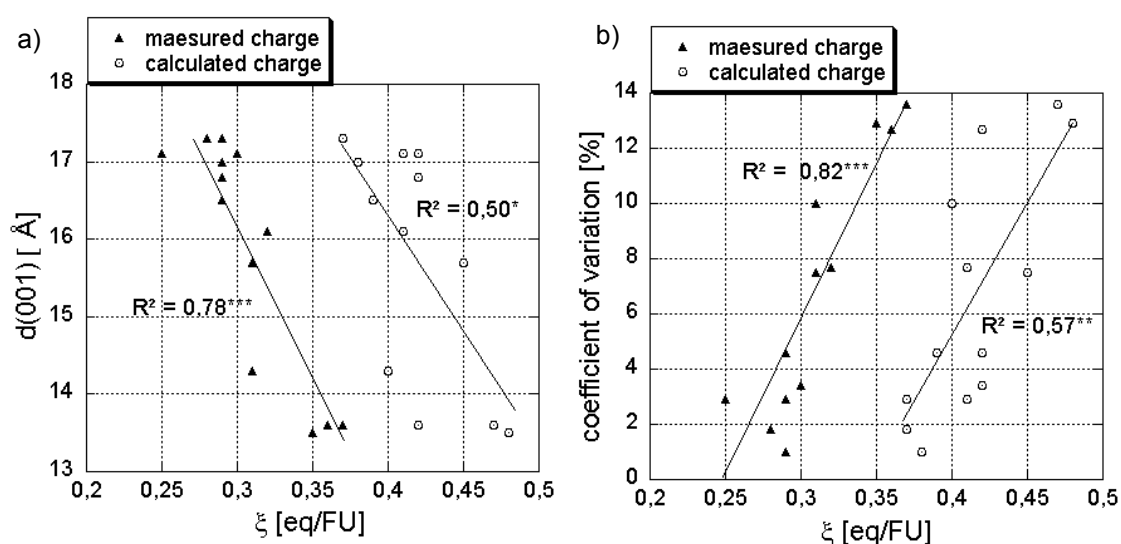 a)
▲ maesured charge
⊙ calculated charge
18
17
16
15
14
13
d(001) [ Å]
R² = 0,50*
R² = 0,78***
0,2 0,25 0,3 0,35 0,4 0,45 0,5
ξ [eq/FU]
b)
▲ maesured charge
⊙ calculated charge
14
12
10
8
6
4
2
0
coefficient of variation [%]
R² = 0,82***
R² = 0,57**
0,2 0,25 0,3 0,35 0,4 0,45 0,5
ξ [eq/FU]